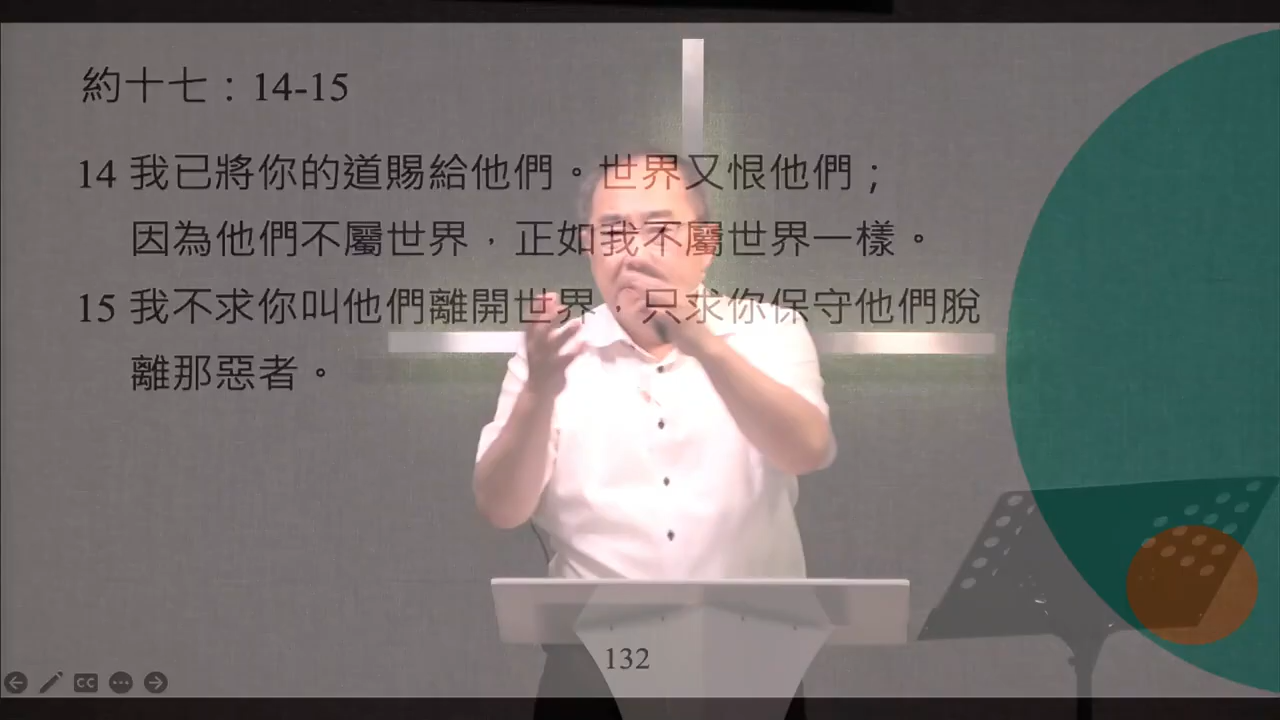 約十七：14-15
14 我已將你的道賜給他們。世界又恨他們；
因為他們不屬世界，正如我不屬世界一樣。
15 我不求你叫他們離開世界，只求你保守他們脫
離那惡者。
132
CC